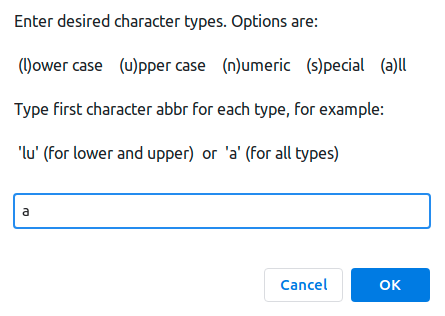 Enter desired character types. Options are:
(l)ower case (u)pper case (n)umeric (s)pecial (a)ll
Type first character abbr for each type, for example:
'lu' (for lower and upper) or 'a' (for all types)
a
Cancel OK